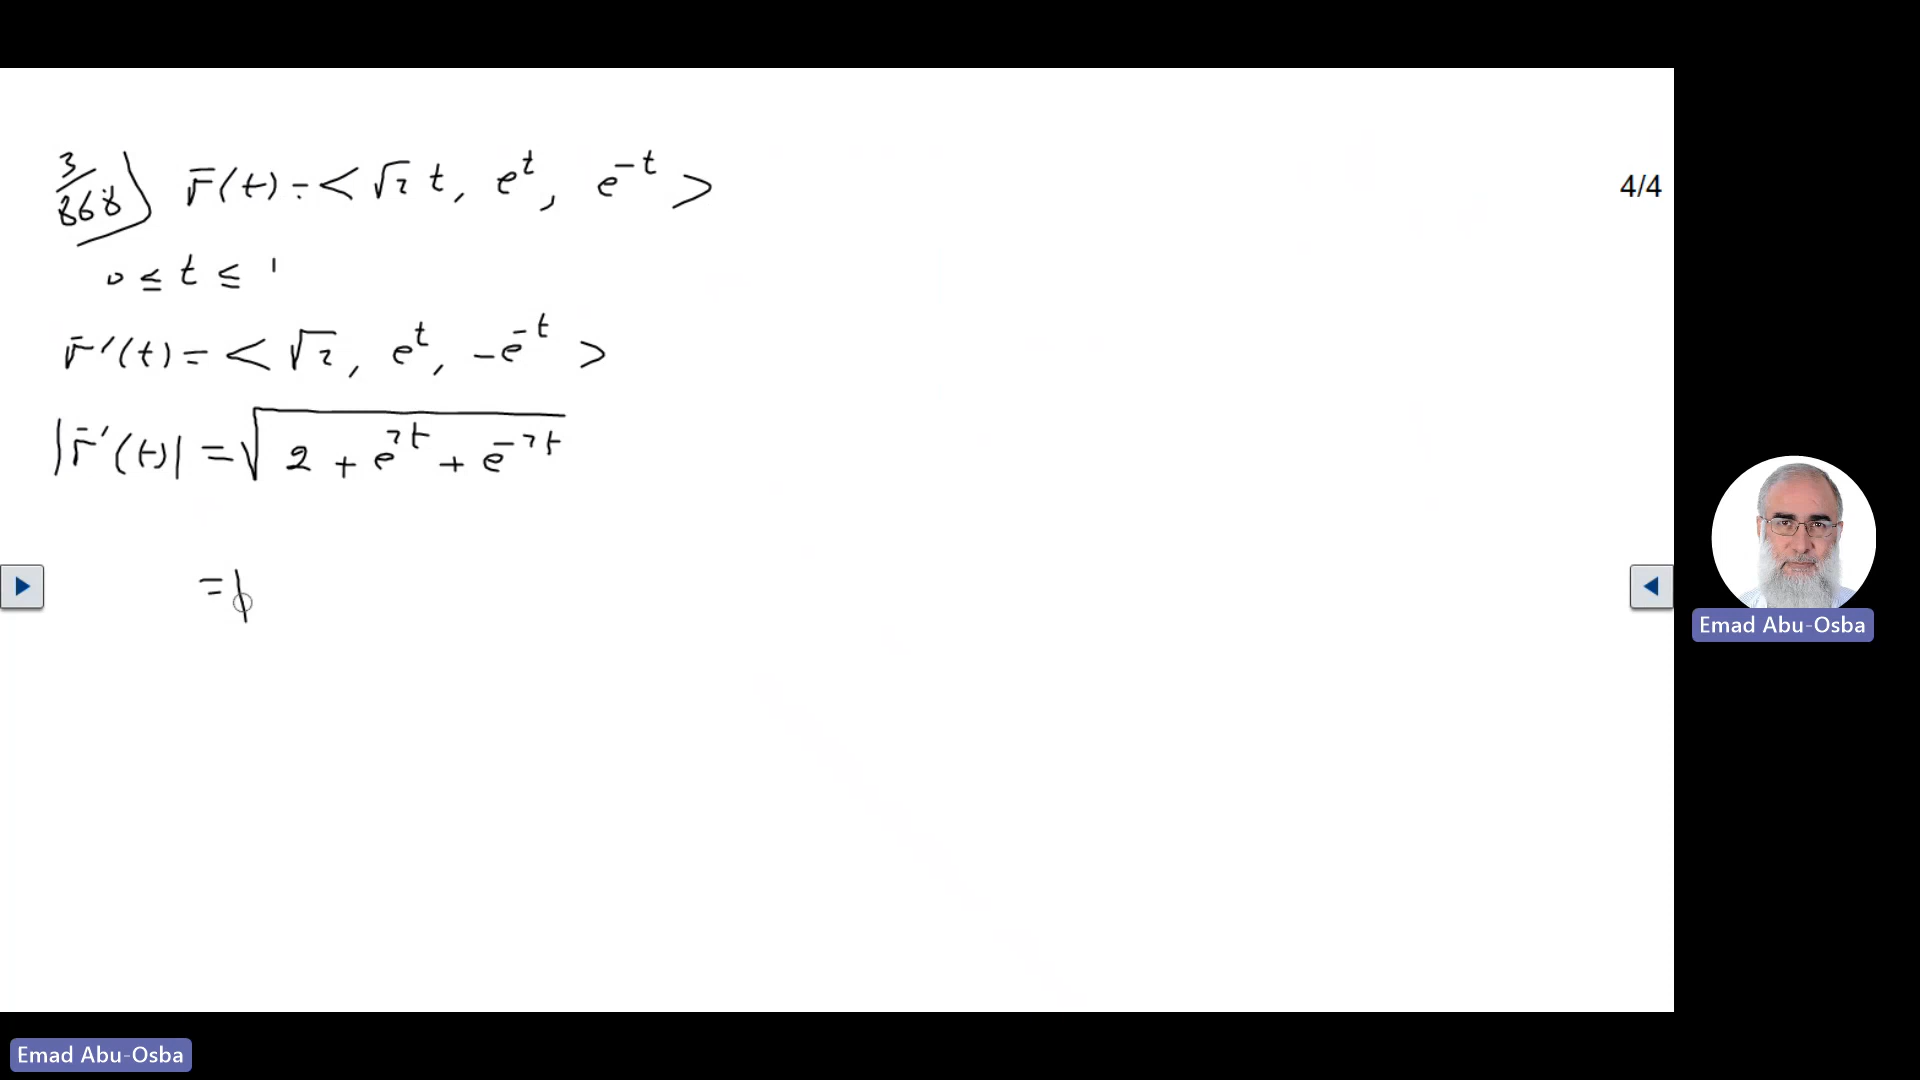 3/868) r̄(t) = < √2 t, e^t, e^-t >
4/4
0 ≤ t ≤ 1
r̄'(t) = < √2, e^t, -e^-t >
|r̄'(t)| = √(2 + e^2t + e^-2t)
=
Emad Abu-Osba
Emad Abu-Osba